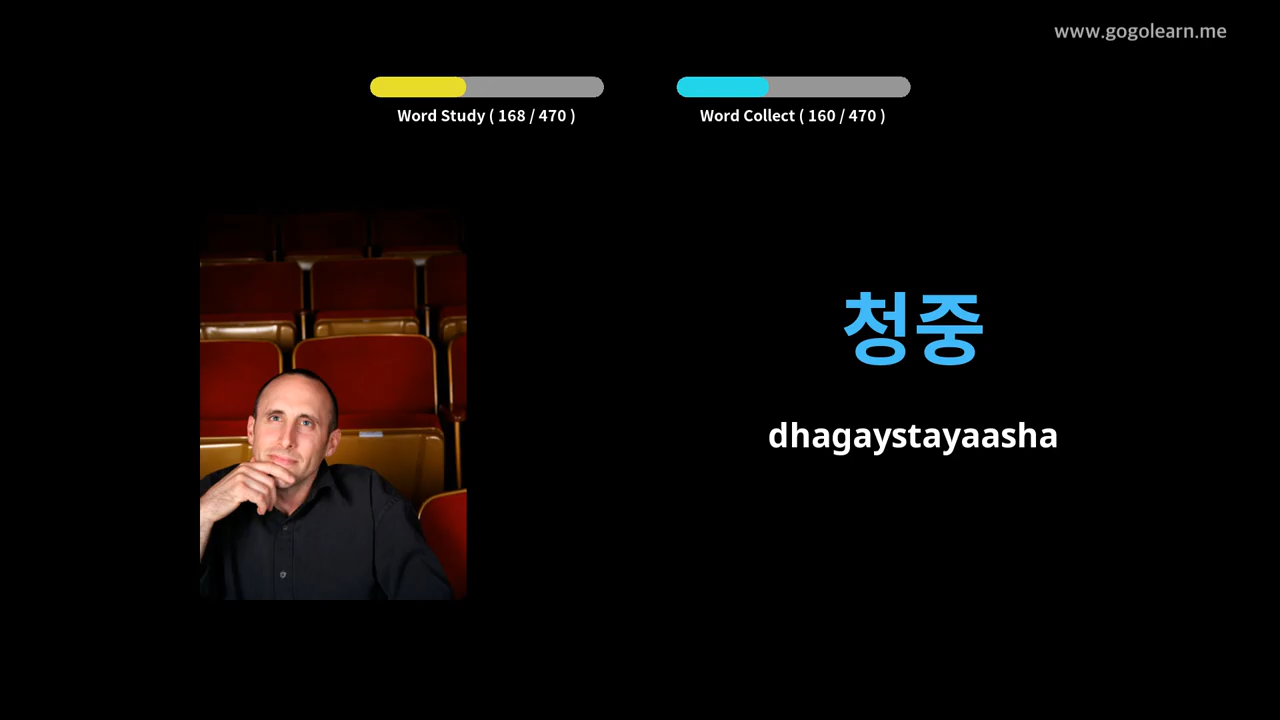 www.gogolearn.me
Word Study ( 168 / 470 )
Word Collect ( 160 / 470 )
청중
dhagaystayaasha